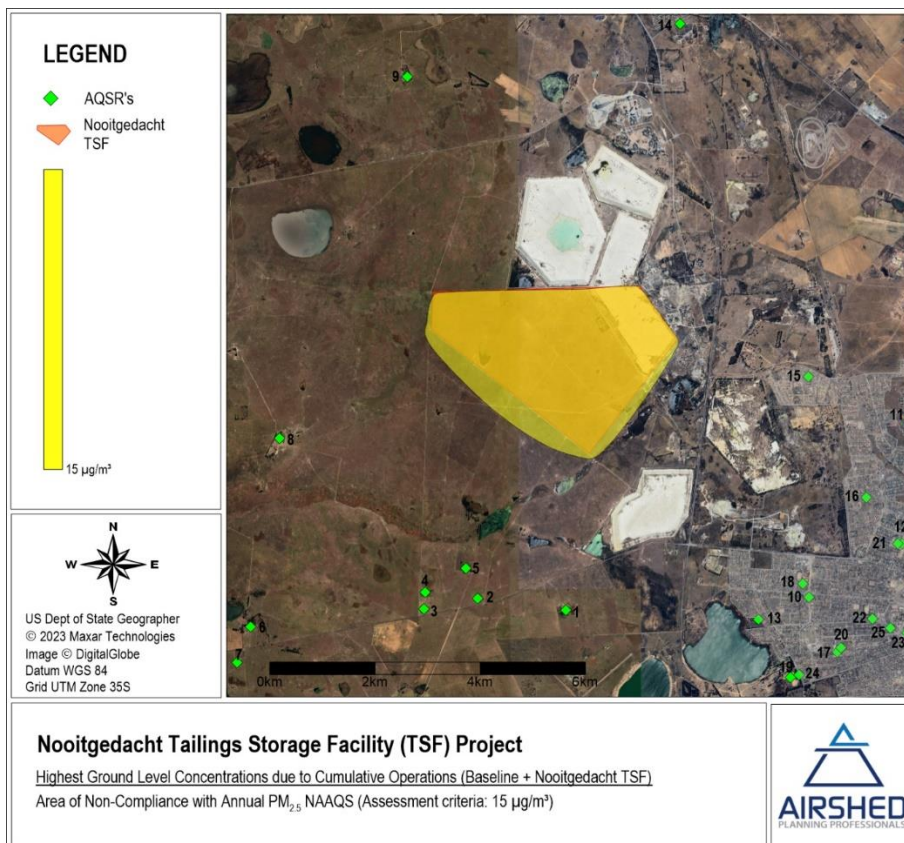 LEGEND
AQSR's
Nooitgedacht
TSF
15 µg/m³
N
W
E
S
US Dept of State Geographer
© 2023 Maxar Technologies
Image © DigitalGlobe
Datum WGS 84
Grid UTM Zone 35S
14
9
15
11
8
16
12
21
5
4
18
2
10
3
1
13
22
6
25
23
20
17
7
19
24
0km
2km
4km
6km
Nooitgedacht Tailings Storage Facility (TSF) Project
Highest Ground Level Concentrations due to Cumulative Operations (Baseline + Nooitgedacht TSF)
Area of Non-Compliance with Annual PM₂.₅ NAAQS (Assessment criteria: 15 µg/m³)
AIRSHED
PLANNING PROFESSIONALS